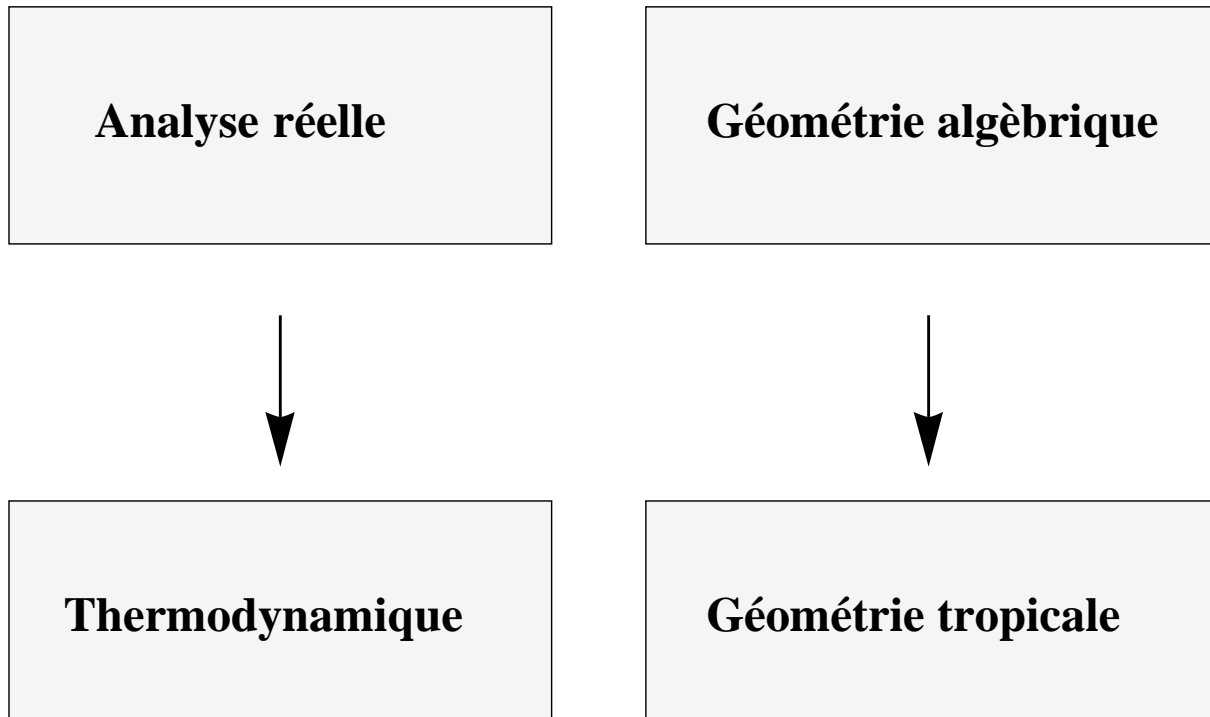 Analyse réelle
Géométrie algèbrique
Thermodynamique
Géométrie tropicale